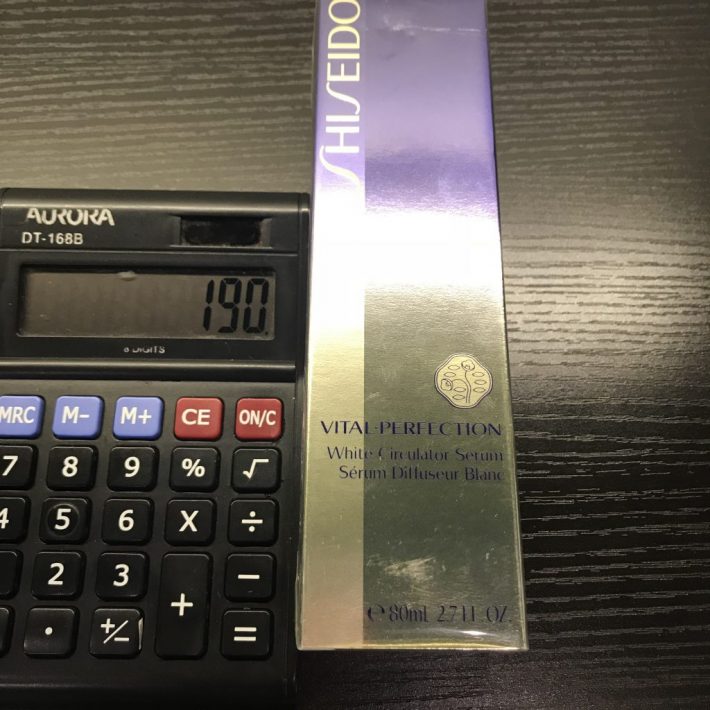 SHISEIDO
AURORA
DT-168B
190.
8 DIGITS
VITAL-PERFECTION
White Circulator Serum
Sérum Diffuseur Blanc
MRC M- M+ CE ON/C
7 8 9 % √
4 5 6 X ÷
2 3 + −
. +/− =
℮ 80mL 2.7 FL. OZ.